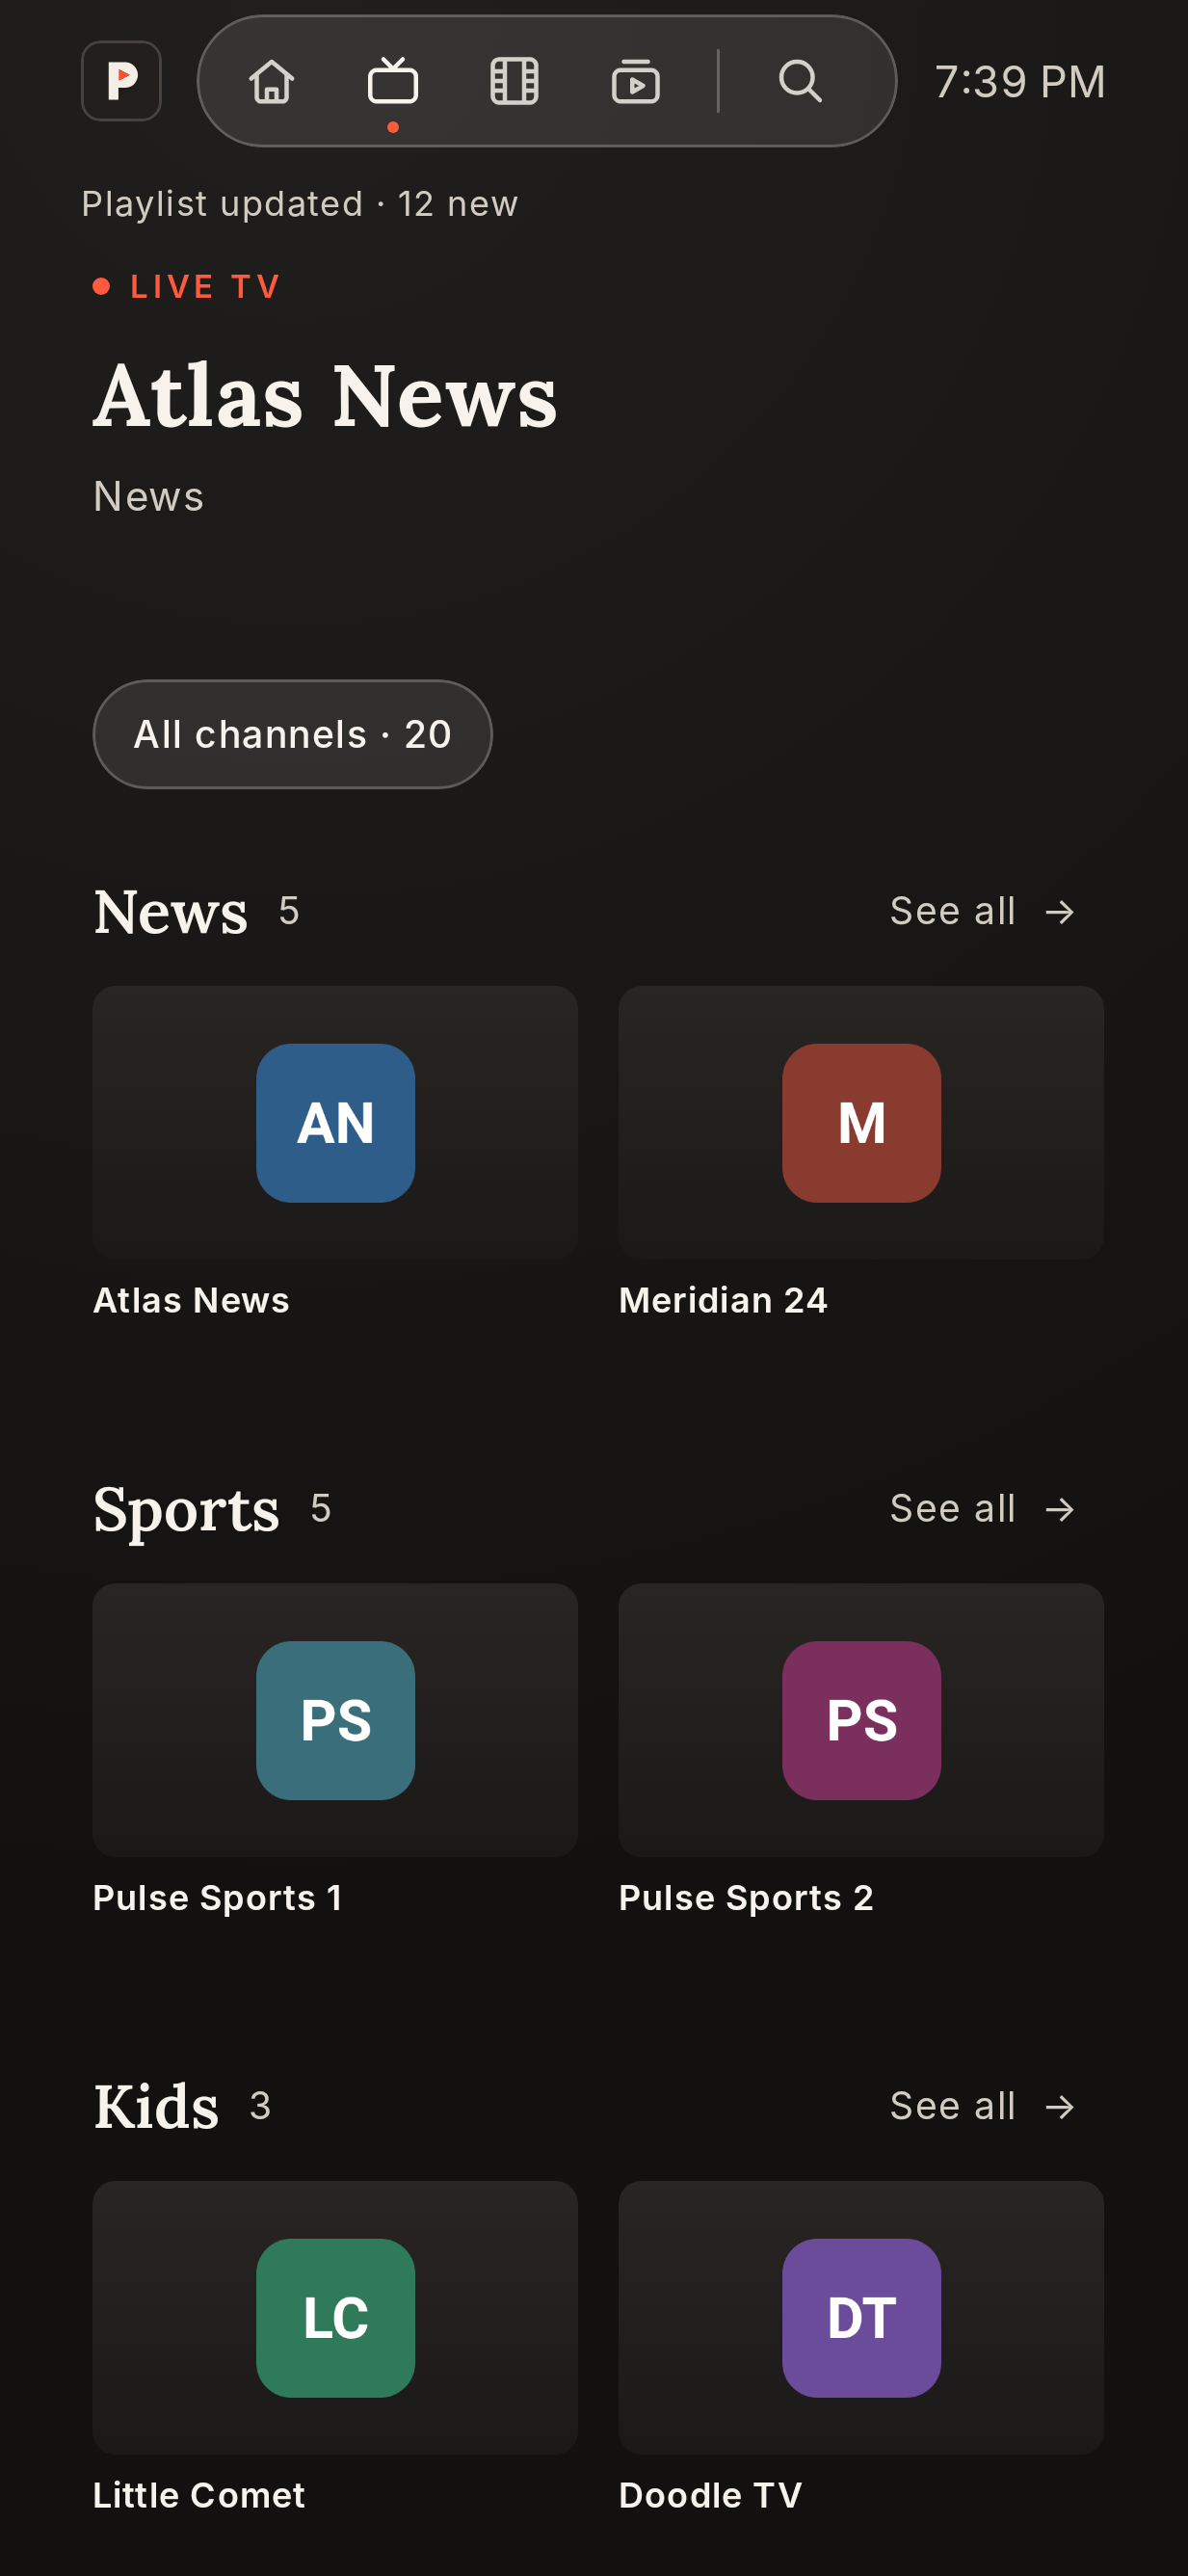 P
7:39 PM
Playlist updated · 12 new
LIVE TV
Atlas News
News
All channels · 20
News 5 See all →
AN M
Atlas News Meridian 24
Sports 5 See all →
PS PS
Pulse Sports 1 Pulse Sports 2
Kids 3 See all →
LC DT
Little Comet Doodle TV